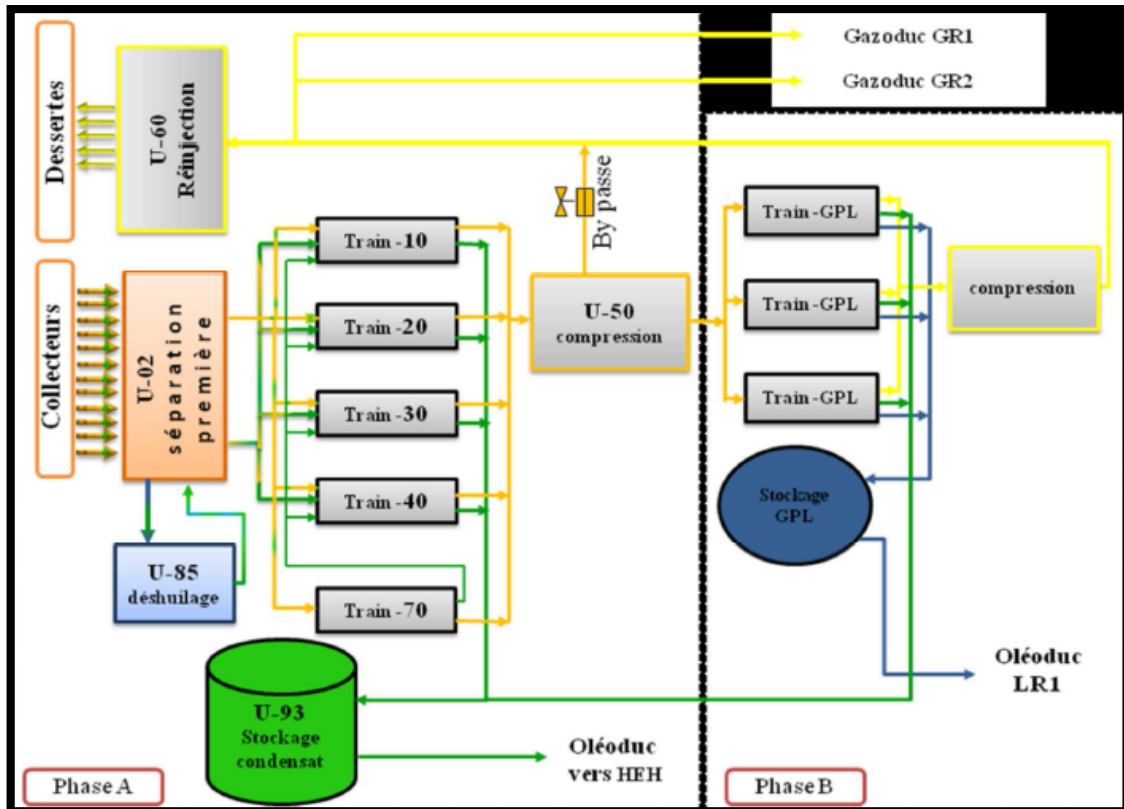 Gazoduc GR1
Gazoduc GR2
Dessertes
U-60
Réinjection
By passe
Collecteurs
U-02
séparation
première
Train -10
Train -20
Train -30
Train -40
Train -70
U-50
compression
Train -GPL
Train -GPL
Train -GPL
compression
Stockage
GPL
U-85
déshuilage
U-93
Stockage
condensat
Oléoduc
vers HEH
Oléoduc
LR1
Phase A
Phase B